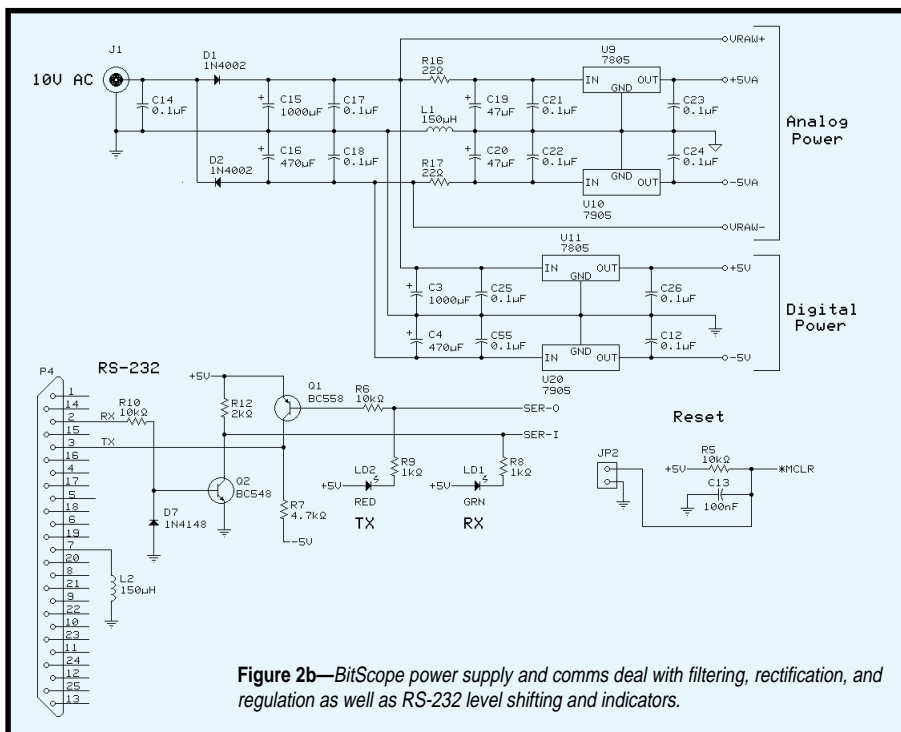 J1
10V AC
C14
0.1µF
D1
1N4002
D2
1N4002
C15
1000µF
C17
0.1µF
C16
470µF
C18
0.1µF
R16
22Ω
L1
150µH
R17
22Ω
C19
47µF
C21
0.1µF
C20
47µF
C22
0.1µF
U9
7805
IN OUT
GND
GND
IN OUT
U10
7905
C23
0.1µF
C24
0.1µF
VRAW+
+5VA
-5VA
VRAW-
Analog
Power
U11
7805
IN OUT
GND
C3
1000µF
C25
0.1µF
C4
470µF
C55
0.1µF
GND
IN OUT
U20
7905
C26
0.1µF
C12
0.1µF
+5V
-5V
Digital
Power
P4
RS-232
1
14
2
15
3
16
4
17
5
18
6
19
7
20
8
21
9
22
10
23
11
24
12
25
13
RX
TX
R10
10kΩ
D7
1N4148
L2
150µH
+5V
R12
2kΩ
Q2
BC548
Q1
BC558
R7
4.7kΩ
-5V
R6
10kΩ
SER-O
SER-I
R9
1kΩ
LD2
+5V
RED
TX
R8
1kΩ
LD1
+5V
GRN
RX
Reset
JP2
R5
10kΩ
+5V
*MCLR
C13
100nF
Figure 2b—BitScope power supply and comms deal with filtering, rectification, and
regulation as well as RS-232 level shifting and indicators.